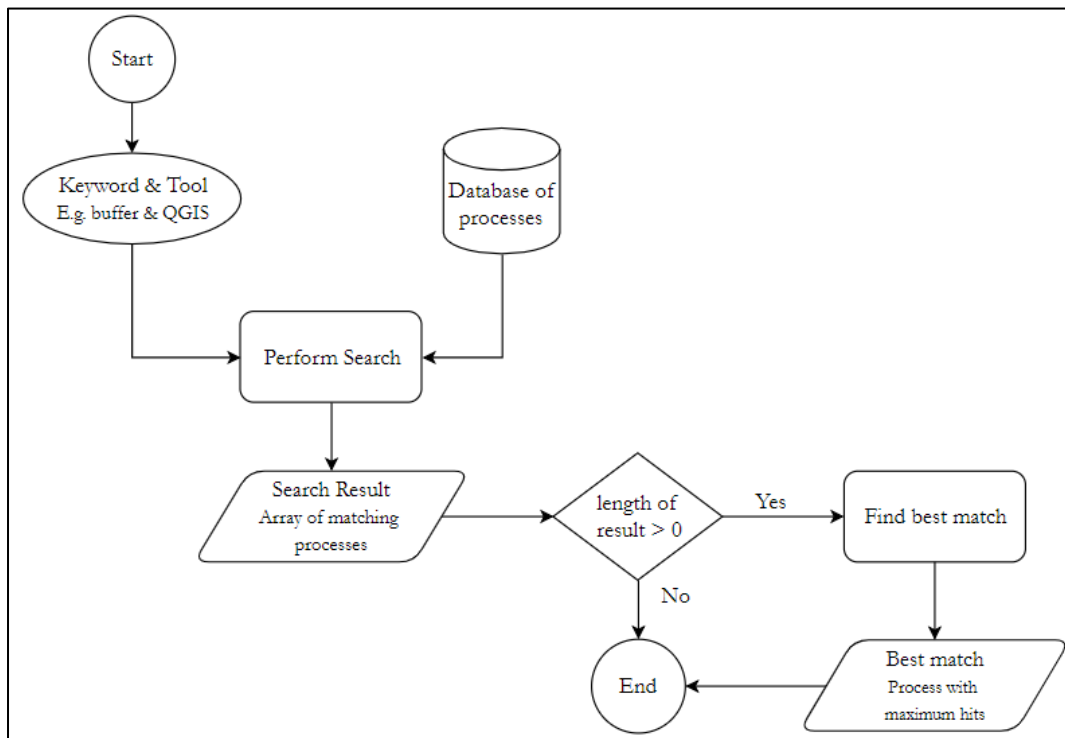 Start
Keyword & Tool
E.g. buffer & QGIS
Database of
processes
Perform Search
Search Result
Array of matching
processes
length of
result > 0
Yes
Find best match
No
End
Best match
Process with
maximum hits